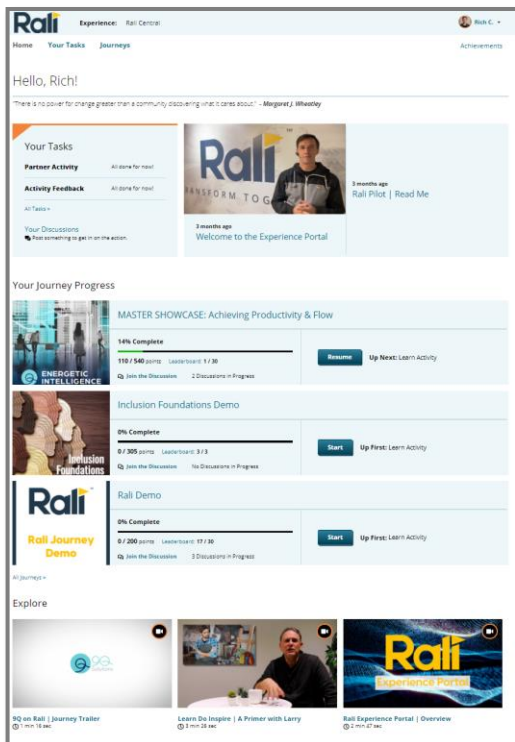 Rali
Experience: Rali Central
Rich C.
Home Your Tasks Journeys
Achievements
Hello, Rich!
"There is no power for change greater than a community discovering what it cares about." - Margaret J. Wheatley
Your Tasks
Partner Activity All done for now!
Activity Feedback All done for now!
All Tasks »
Your Discussions
Post something to get in on the action.
Rali
TRANSFORM TOG
3 months ago
Welcome to the Experience Portal
3 months ago
Rali Pilot | Read Me
Your Journey Progress
ENERGETIC
INTELLIGENCE
MASTER SHOWCASE: Achieving Productivity & Flow
14% Complete
110 / 540 points Leaderboard: 1 / 30
Join the Discussion 2 Discussions in Progress
Resume Up Next: Learn Activity
Inclusion
Foundations
Inclusion Foundations Demo
0% Complete
0 / 305 points Leaderboard: 3 / 3
Join the Discussion No Discussions in Progress
Start Up First: Learn Activity
Rali
Rali Journey
Demo
Rali Demo
0% Complete
0 / 200 points Leaderboard: 17 / 30
Join the Discussion 3 Discussions in Progress
Start Up First: Learn Activity
All Journeys »
Explore
9Q
Rali
Experience Portal
9Q on Rali | Journey Trailer
1 min 16 sec
Learn Do Inspire | A Primer with Larry
3 min 28 sec
Rali Experience Portal | Overview
2 min 47 sec